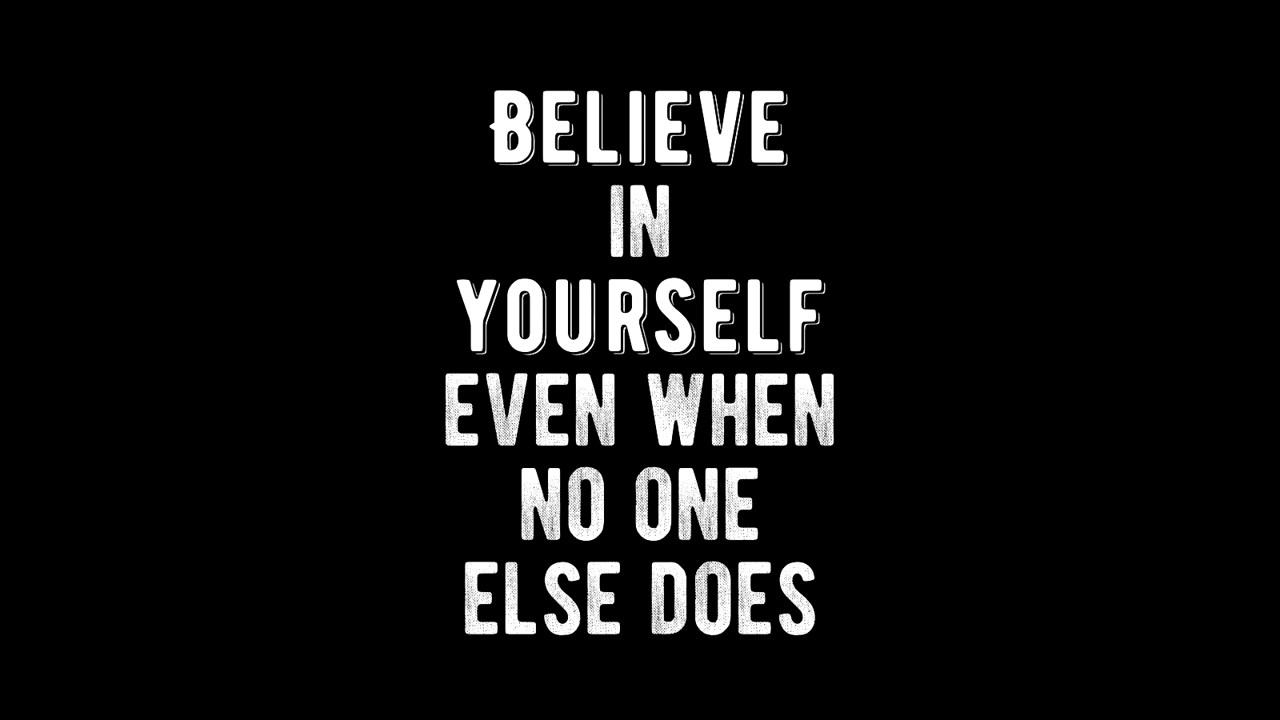 BELIEVE
IN
YOURSELF
EVEN WHEN
NO ONE
ELSE DOES